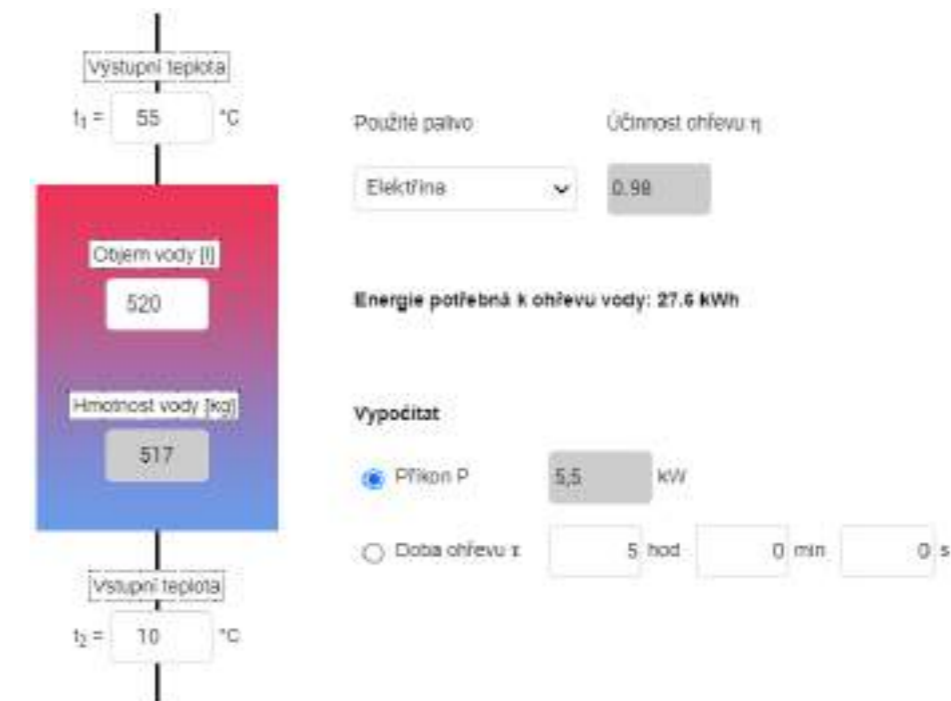 Výstupní teplota
t1 = 55 °C
Použité palivo
Účinnost ohřevu η
Elektřina
0.98
Objem vody [l]
520
Energie potřebná k ohřevu vody: 27.6 kWh
Hmotnost vody [kg]
517
Vypočítat
Příkon P 5,5 kW
Doba ohřevu τ 5 hod 0 min 0 s
Vstupní teplota
t2 = 10 °C